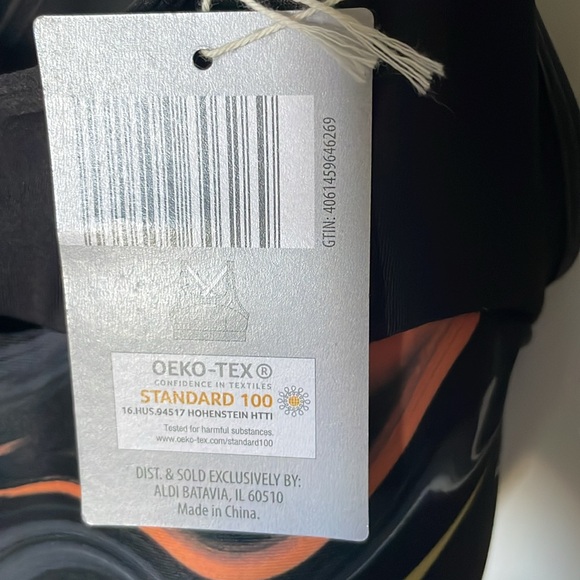 GTIN: 4061459646269
OEKO-TEX®
CONFIDENCE IN TEXTILES
STANDARD 100
16.HUS.94517 HOHENSTEIN HTTI
Tested for harmful substances.
www.oeko-tex.com/standard100
DIST. & SOLD EXCLUSIVELY BY:
ALDI BATAVIA, IL 60510
Made in China.